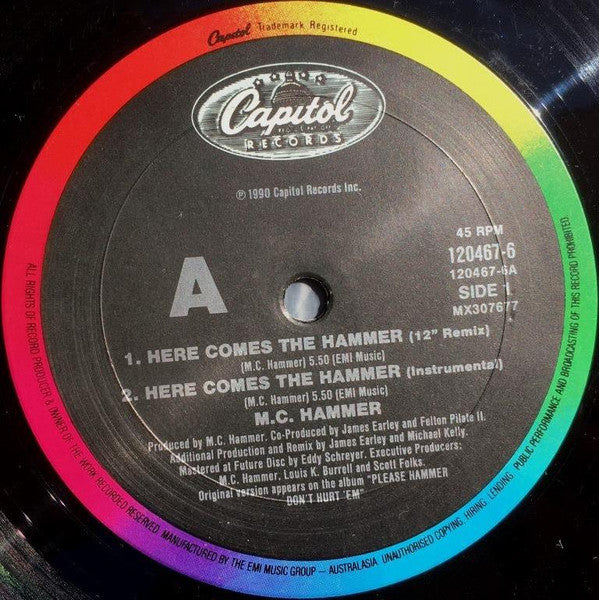 Capitol Trademark Registered
Capitol
RECORDS
℗ 1990 Capitol Records Inc.
A
45 RPM
120467-6
120467-6A
SIDE 1
MX307677
1. HERE COMES THE HAMMER (12" Remix)
(M.C. Hammer) 5.50 (EMI Music)
2. HERE COMES THE HAMMER (Instrumental)
(M.C. Hammer) 5.50 (EMI Music)
M.C. HAMMER
Produced by M.C. Hammer. Co-Produced by James Earley and Felton Pilate II.
Additional Production and Remix by James Earley and Michael Kelly.
Mastered at Future Disc by Eddy Schreyer. Executive Producers:
M.C. Hammer, Louis K. Burrell and Scott Folks.
Original version appears on the album "PLEASE HAMMER
DON'T HURT 'EM"
ALL RIGHTS OF RECORD PRODUCER & OWNER OF THE WORK RECORDED RESERVED. MANUFACTURED BY THE EMI MUSIC GROUP – AUSTRALASIA. UNAUTHORISED COPYING. HIRING. LENDING. PUBLIC PERFORMANCE AND BROADCASTING OF THIS RECORD PROHIBITED.